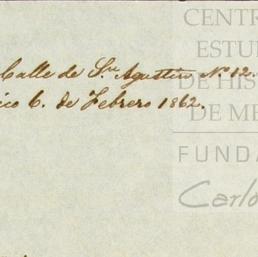 Calle de Sn Agustin No. 12.
ico 6. de Febrero 1862.
CENTR
ESTU
DE HIS
DE ME
FUNDA
Carlo